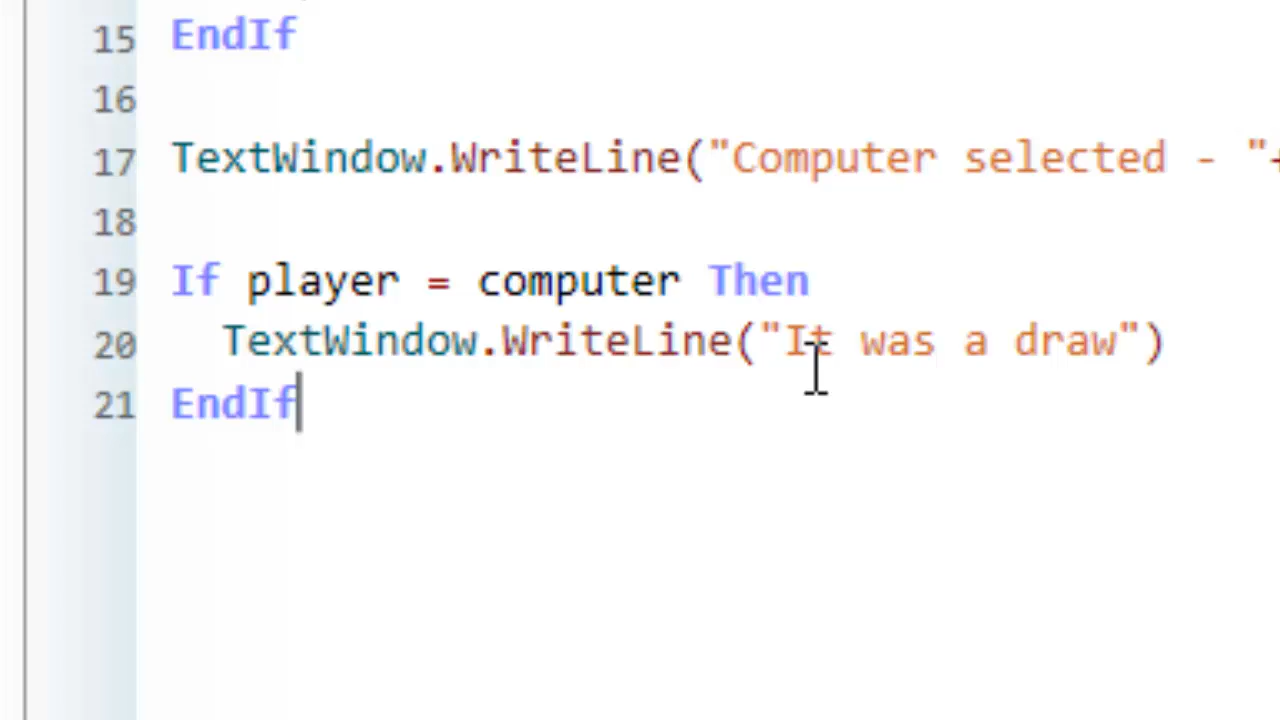 15 EndIf
16
17 TextWindow.WriteLine("Computer selected - "+
18
19 If player = computer Then
20 TextWindow.WriteLine("It was a draw")
21 EndIf